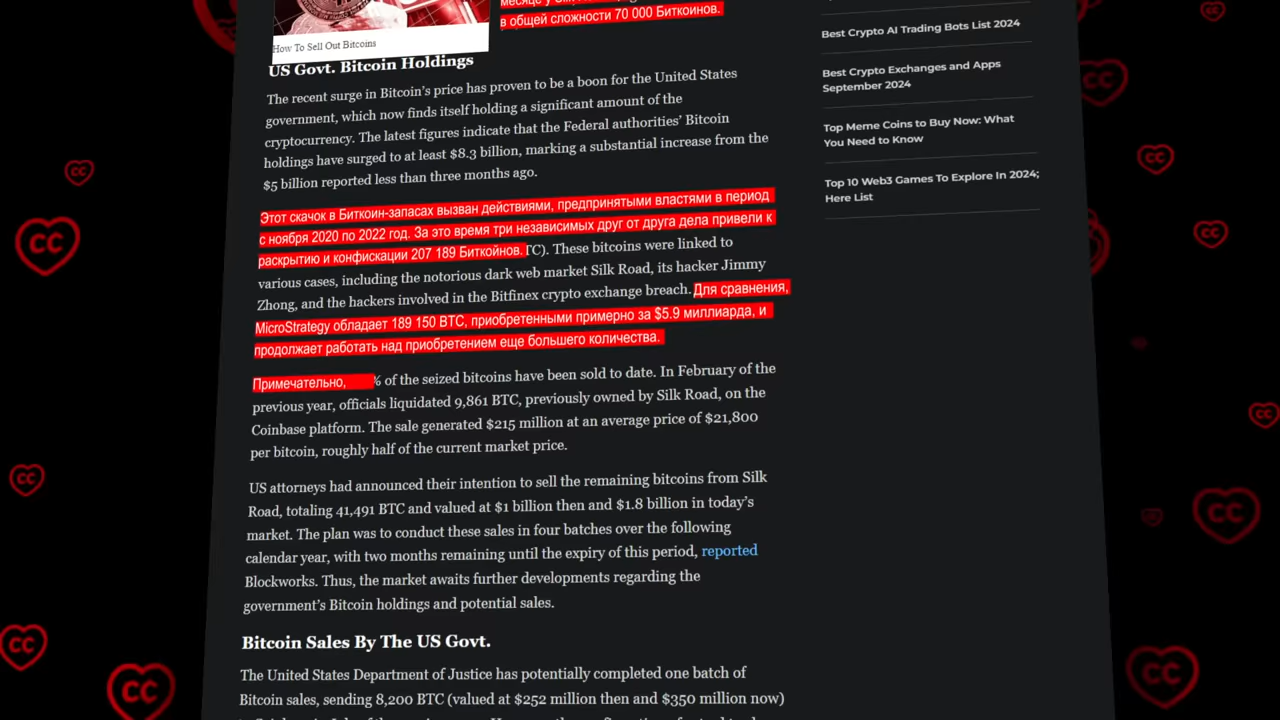 в общей сложности 70 000 Биткоинов.
How To Sell Out Bitcoins
US Govt. Bitcoin Holdings
The recent surge in Bitcoin's price has proven to be a boon for the United States
government, which now finds itself holding a significant amount of the
cryptocurrency. The latest figures indicate that the Federal authorities' Bitcoin
holdings have surged to at least $8.3 billion, marking a substantial increase from the
$5 billion reported less than three months ago.
Этот скачок в Биткоин-запасах вызван действиями, предпринятыми властями в период
с ноября 2020 по 2022 год. За это время три независимых друг от друга дела привели к
раскрытию и конфискации 207 189 Биткойнов. TC). These bitcoins were linked to
various cases, including the notorious dark web market Silk Road, its hacker Jimmy
Zhong, and the hackers involved in the Bitfinex crypto exchange breach. Для сравнения,
MicroStrategy обладает 189 150 BTC, приобретенными примерно за $5.9 миллиарда, и
продолжает работать над приобретением еще большего количества.
Примечательно, % of the seized bitcoins have been sold to date. In February of the
previous year, officials liquidated 9,861 BTC, previously owned by Silk Road, on the
Coinbase platform. The sale generated $215 million at an average price of $21,800
per bitcoin, roughly half of the current market price.
US attorneys had announced their intention to sell the remaining bitcoins from Silk
Road, totaling 41,491 BTC and valued at $1 billion then and $1.8 billion in today's
market. The plan was to conduct these sales in four batches over the following
calendar year, with two months remaining until the expiry of this period, reported
Blockworks. Thus, the market awaits further developments regarding the
government's Bitcoin holdings and potential sales.
Bitcoin Sales By The US Govt.
The United States Department of Justice has potentially completed one batch of
Bitcoin sales, sending 8,200 BTC (valued at $252 million then and $350 million now)
Best Crypto AI Trading Bots List 2024
Best Crypto Exchanges and Apps
September 2024
Top Meme Coins to Buy Now: What
You Need to Know
Top 10 Web3 Games To Explore In 2024;
Here List
CC
CC
CC
CC
CC
CC
CC
CC
CC
CC
CC
CC
CC